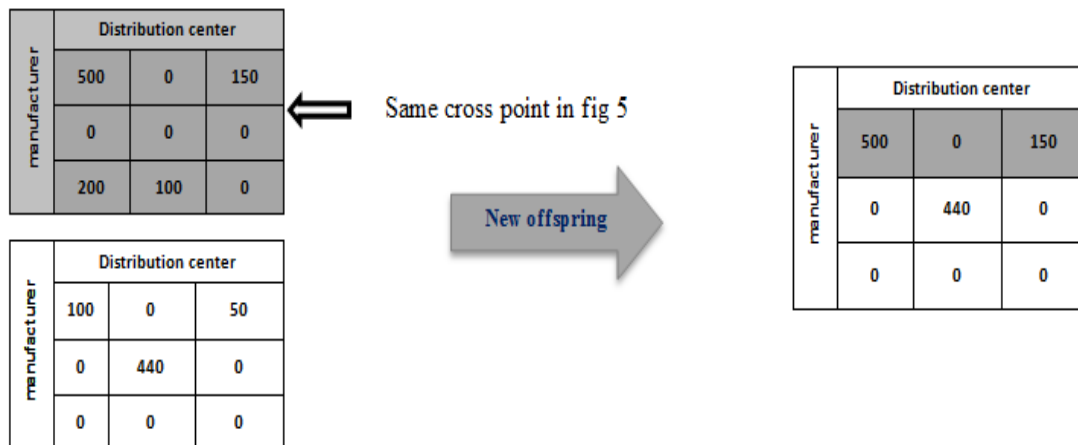 Distribution center
manufacturer
500 0 150
0 0 0
200 100 0
Same cross point in fig 5
New offspring
Distribution center
manufacturer
100 0 50
0 440 0
0 0 0
Distribution center
manufacturer
500 0 150
0 440 0
0 0 0